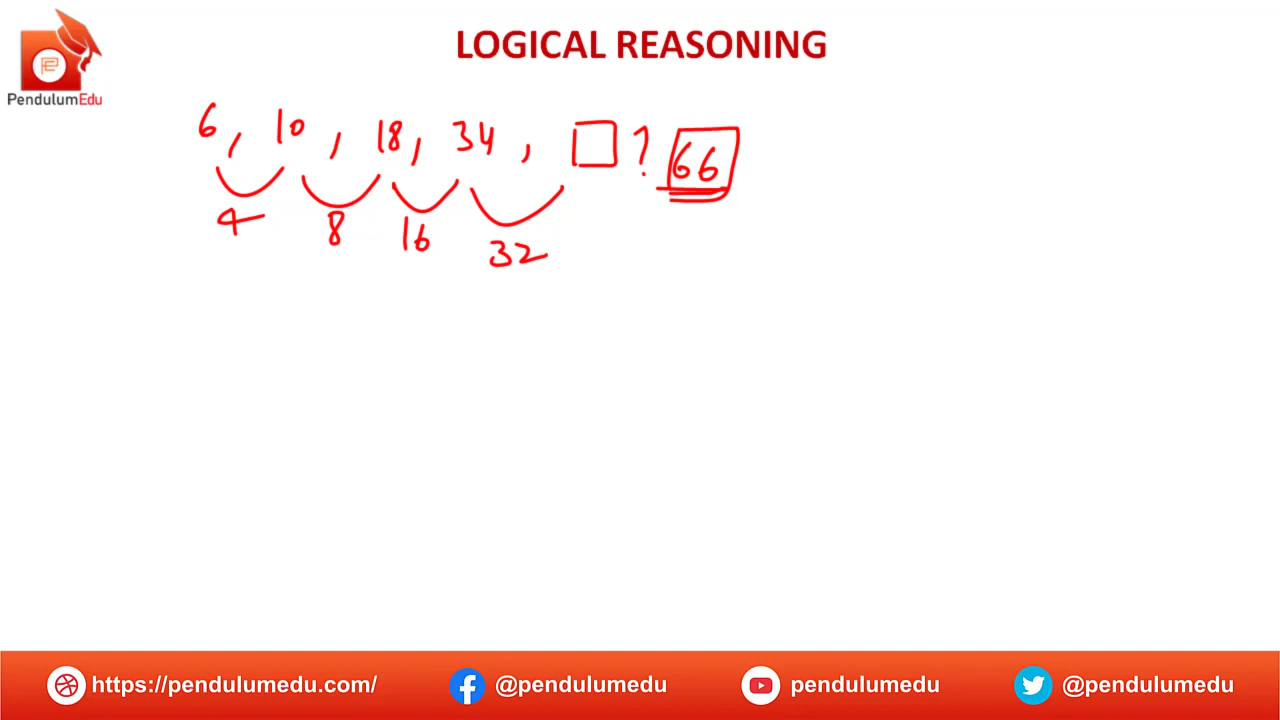 LOGICAL REASONING
PendulumEdu
6, 10, 18, 34, □ ? 66
4 8 16 32
https://pendulumedu.com/ @pendulumedu pendulumedu @pendulumedu